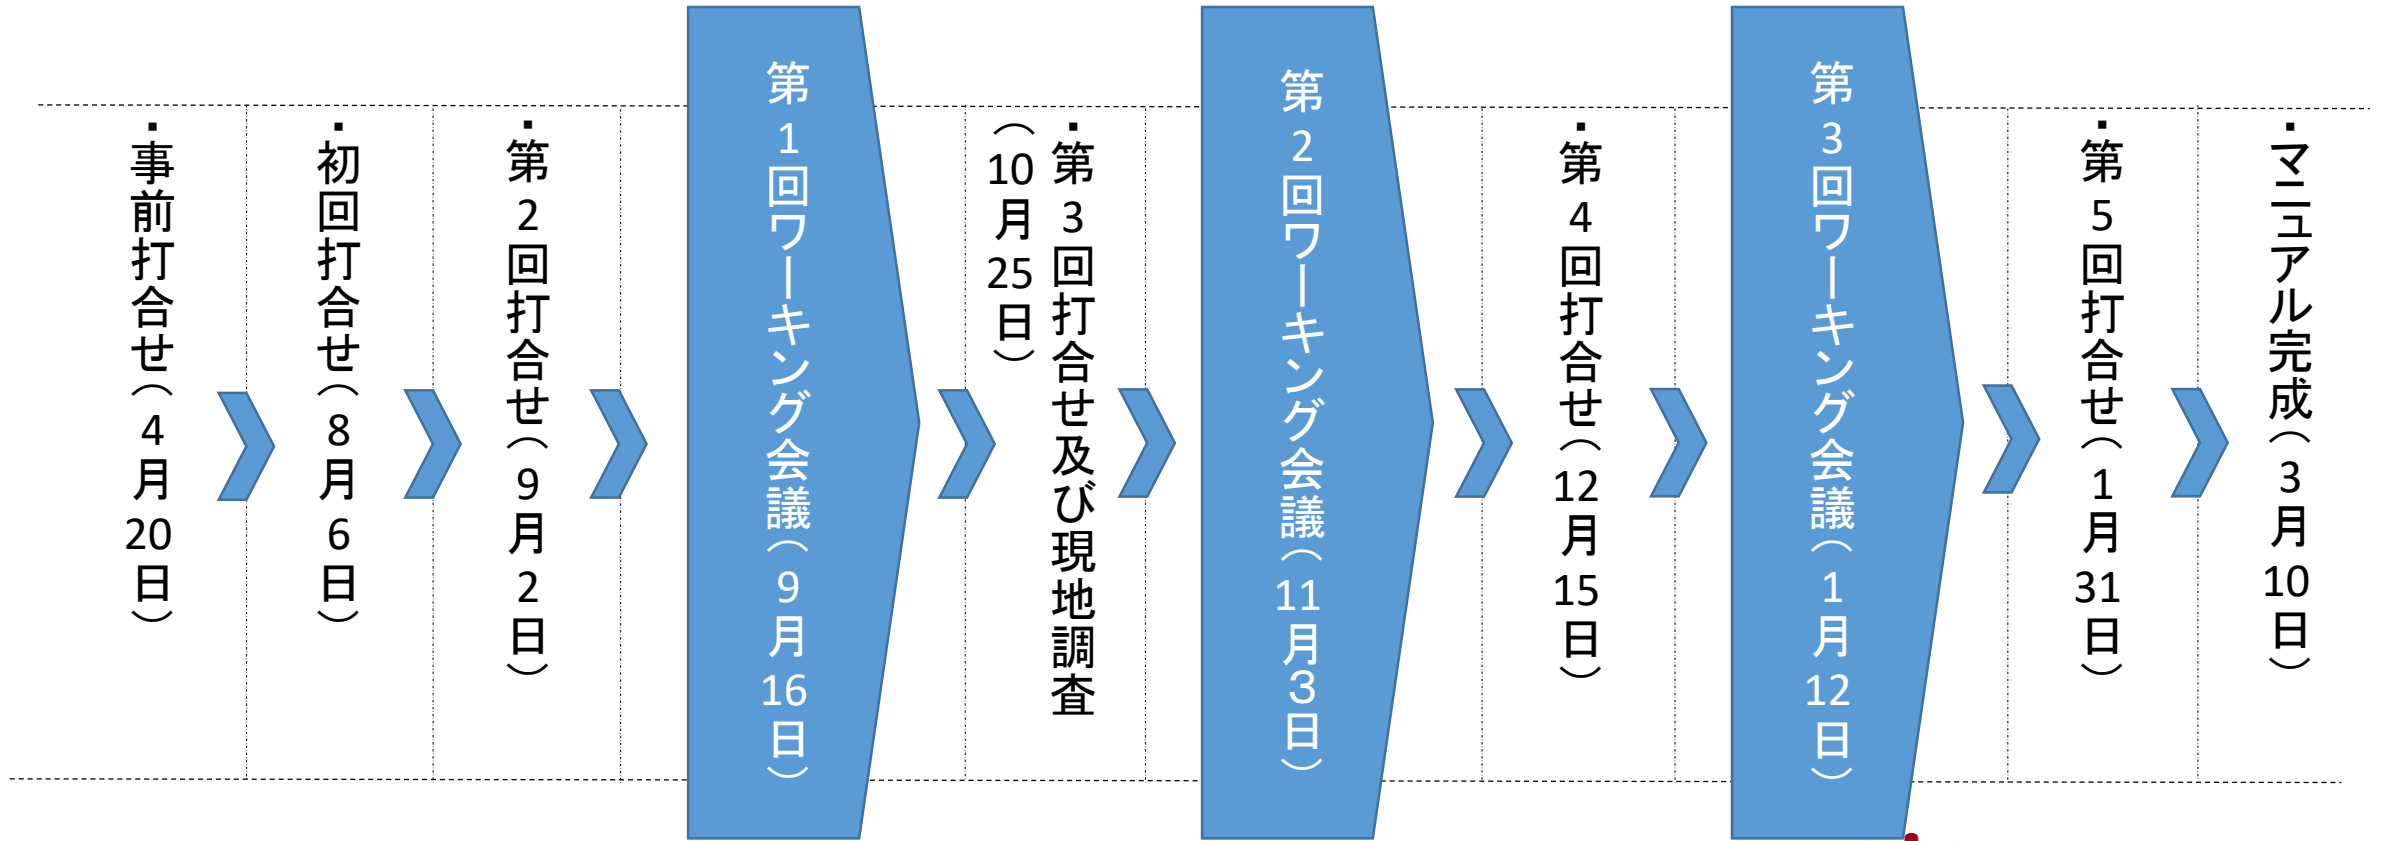 ・事前打合せ（4月20日）
・初回打合せ（8月6日）
・第2回打合せ（9月2日）
第1回ワーキング会議（9月16日）
・第3回打合せ及び現地調査
（10月25日）
第2回ワーキング会議（11月3日）
・第4回打合せ（12月15日）
第3回ワーキング会議（1月12日）
・第5回打合せ（1月31日）
・マニュアル完成（3月10日）